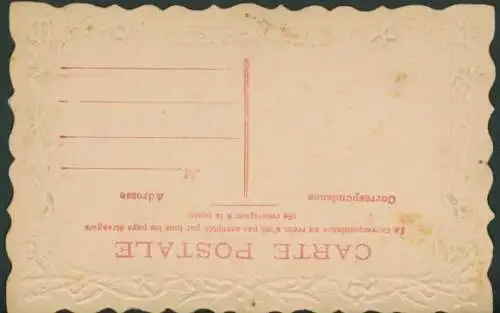 CARTE POSTALE
La Correspondance au recto n'est pas acceptée par tous les pays étrangers
(Se renseigner à la poste)
Correspondance
Adresse
M